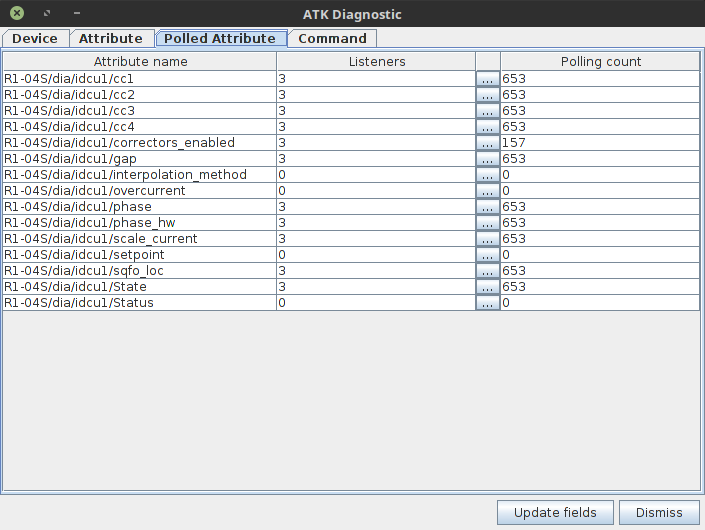 ATK Diagnostic
Device Attribute Polled Attribute Command
Attribute name Listeners Polling count
R1-04S/dia/idcu1/cc1 3 ... 653
R1-04S/dia/idcu1/cc2 3 ... 653
R1-04S/dia/idcu1/cc3 3 ... 653
R1-04S/dia/idcu1/cc4 3 ... 653
R1-04S/dia/idcu1/correctors_enabled 3 ... 157
R1-04S/dia/idcu1/gap 3 ... 653
R1-04S/dia/idcu1/interpolation_method 0 ... 0
R1-04S/dia/idcu1/overcurrent 0 ... 0
R1-04S/dia/idcu1/phase 3 ... 653
R1-04S/dia/idcu1/phase_hw 3 ... 653
R1-04S/dia/idcu1/scale_current 3 ... 653
R1-04S/dia/idcu1/setpoint 0 ... 0
R1-04S/dia/idcu1/sqfo_loc 3 ... 653
R1-04S/dia/idcu1/State 3 ... 653
R1-04S/dia/idcu1/Status 0 ... 0
Update fields Dismiss